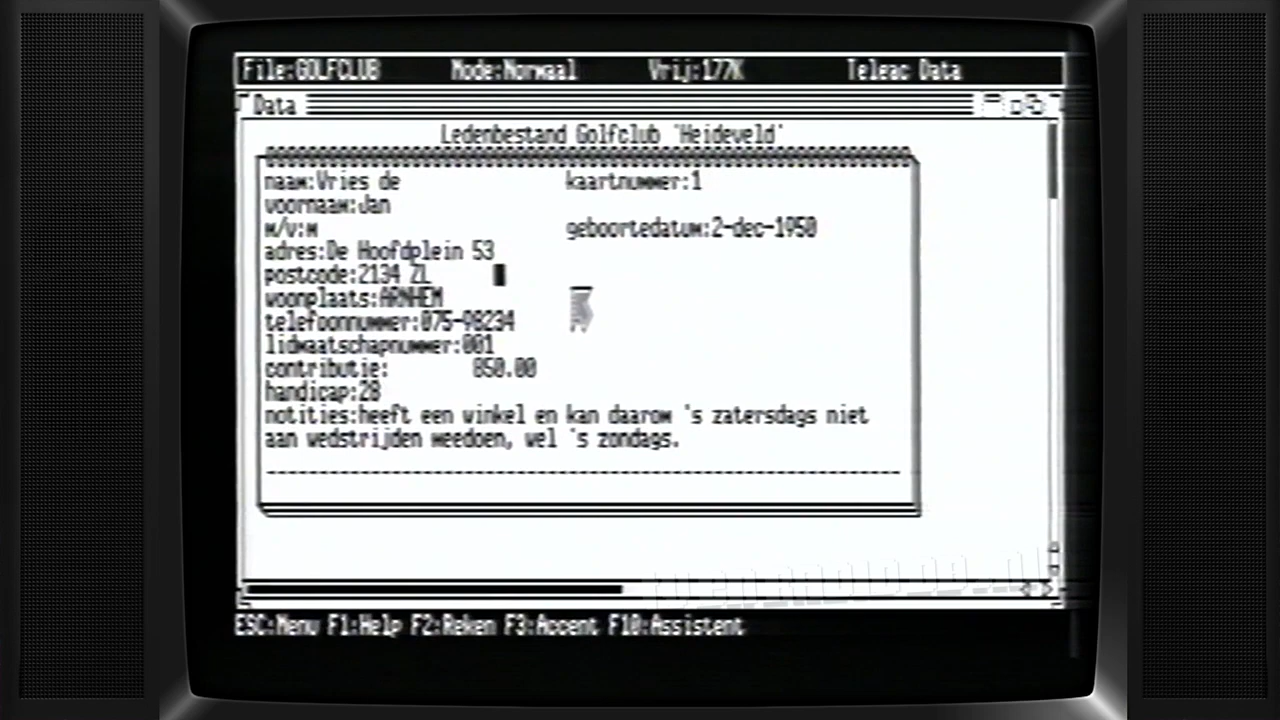 File:GOLFCLUB Mode:Normaal Vrij:177K Teleac Data
Data
Ledenbestand Golfclub 'Heideveld'
naam:Vries de kaartnummer:1
voornaam:Jan
m/v:m geboortedatum:2-dec-1950
adres:De Hoofdplein 53
postcode:2134 ZL
woonplaats:ARNHEM
telefoonnummer:075-98234
lidmaatschapnummer:001
contributie: 850.00
handicap:28
notities:heeft een winkel en kan daarom 's zatersdags niet
aan wedstrijden meedoen, wel 's zondags.
ESC:Menu F1:Help F2:Reken F3:Accent F10:Assistent